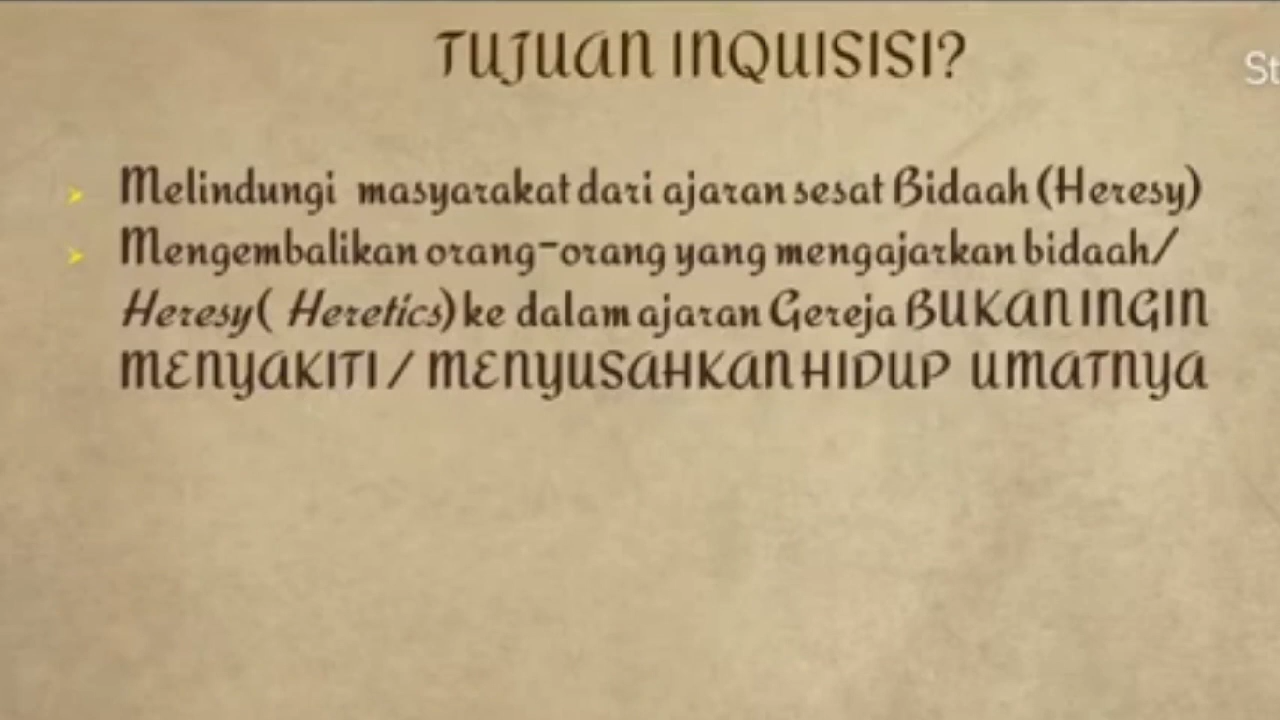 TUJUAN INQUISISI?
St
Melindungi masyarakat dari ajaran sesat Bidaah (Heresy)
Mengembalikan orang-orang yang mengajarkan bidaah/
Heresy( Heretics) ke dalam ajaran Gereja BUKAN INGIN
MENYAKITI / MENYUSAHKAN HIDUP UMATNYA